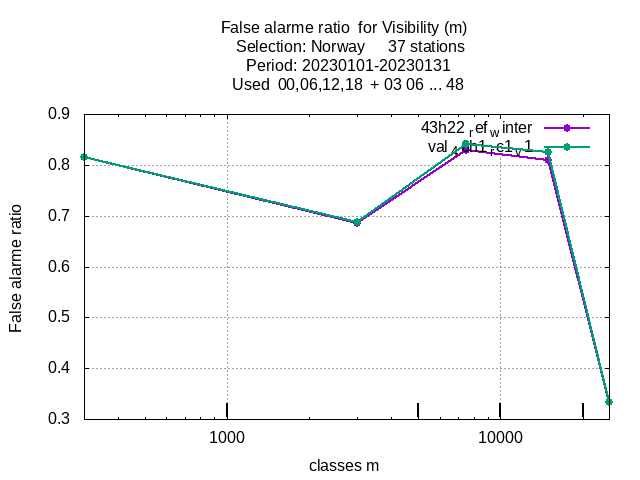 False alarme ratio for Visibility (m)
Selection: Norway 37 stations
Period: 20230101-20230131
Used 00,06,12,18 + 03 06 ... 48
0.9
0.8
0.7
0.6
0.5
0.4
0.3
False alarme ratio
43h22 ref winter
1000
10000
classes m